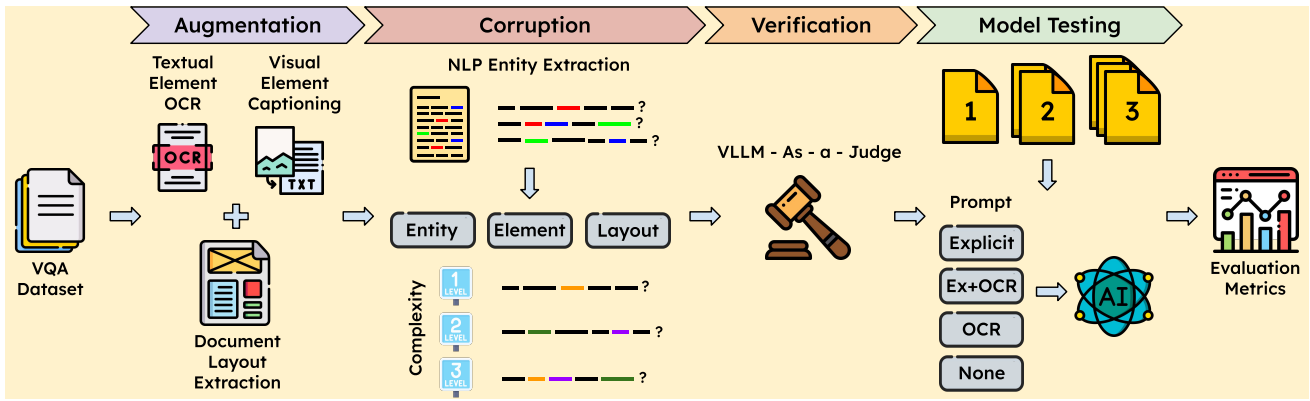 Augmentation
Corruption
Verification
Model Testing
Textual
Element
OCR
Visual
Element
Captioning
OCR
TXT
VQA
Dataset
Document
Layout
Extraction
NLP Entity Extraction
?
?
?
Entity
Element
Layout
Complexity
1
LEVEL
?
2
LEVEL
?
3
LEVEL
?
VLLM - As - a - Judge
1
2
3
Prompt
Explicit
Ex+OCR
OCR
None
AI
Evaluation
Metrics